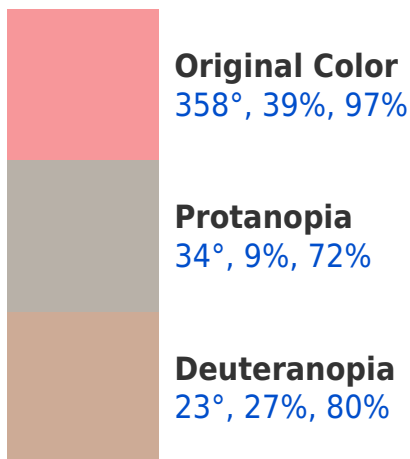 Original Color
358°, 39%, 97%
Protanopia
34°, 9%, 72%
Deuteranopia
23°, 27%, 80%